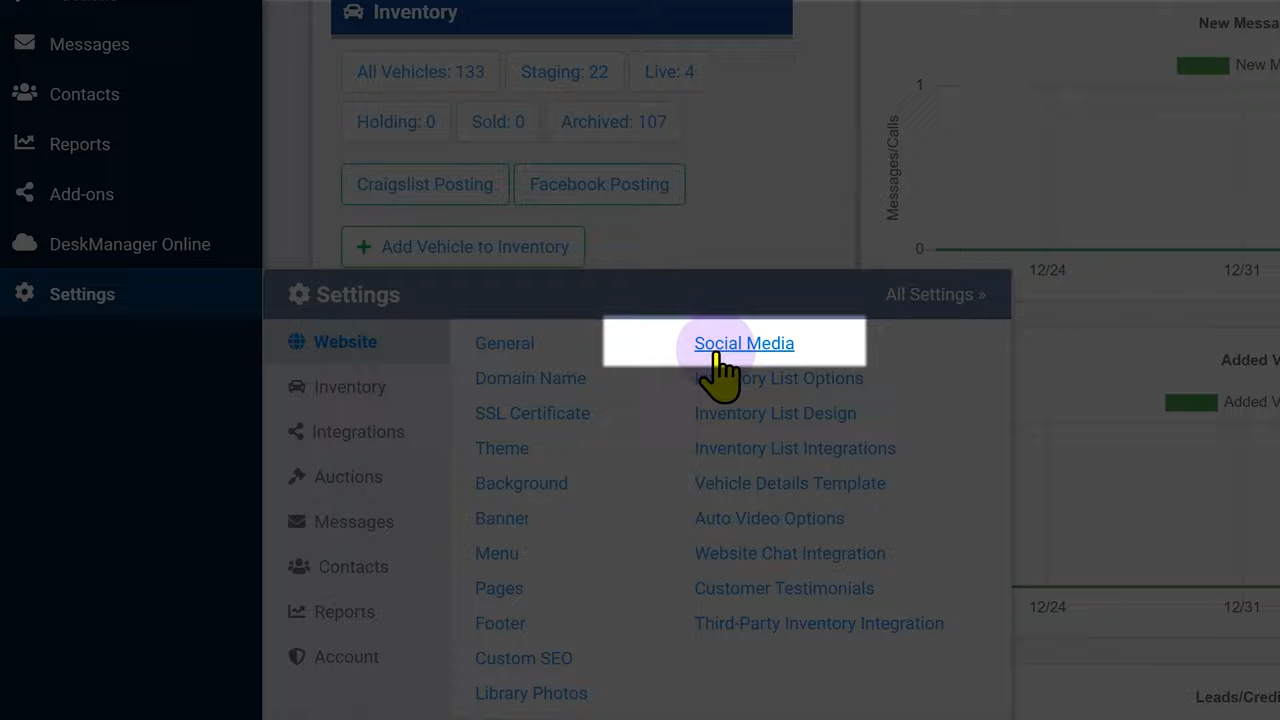 Messages
Contacts
Reports
Add-ons
DeskManager Online
Settings
Inventory
All Vehicles: 133
Staging: 22
Live: 4
Holding: 0
Sold: 0
Archived: 107
Craigslist Posting
Facebook Posting
+ Add Vehicle to Inventory
Settings
All Settings »
Website
Inventory
Integrations
Auctions
Messages
Contacts
Reports
Account
General
Domain Name
SSL Certificate
Theme
Background
Banner
Menu
Pages
Footer
Custom SEO
Library Photos
Social Media
ory List Options
Inventory List Design
Inventory List Integrations
Vehicle Details Template
Auto Video Options
Website Chat Integration
Customer Testimonials
Third-Party Inventory Integration
New Messa
New M
1
Messages/Calls
0
12/24
12/31
Added V
Added V
12/24
12/31
Leads/Credi